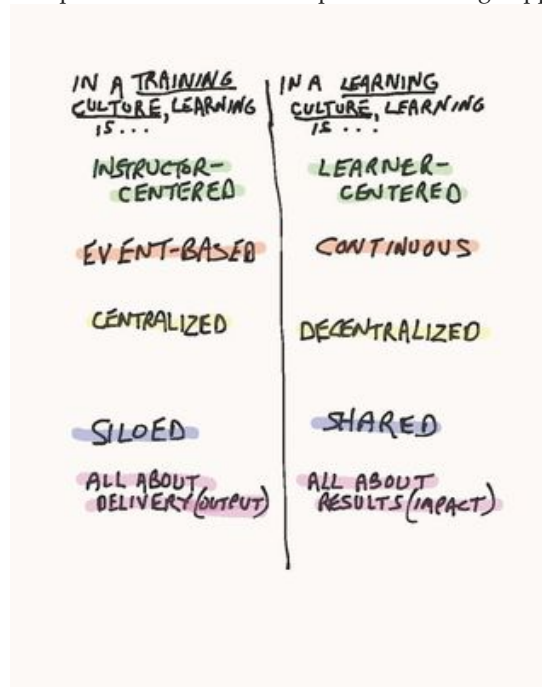 IN A TRAINING
CULTURE, LEARNING
IS...
INSTRUCTOR-
CENTERED
EVENT-BASED
CENTRALIZED
SILOED
ALL ABOUT
DELIVERY (OUTPUT)
IN A LEARNING
CULTURE, LEARNING
IS...
LEARNER-
CENTERED
CONTINUOUS
DECENTRALIZED
SHARED
ALL ABOUT
RESULTS (IMPACT)